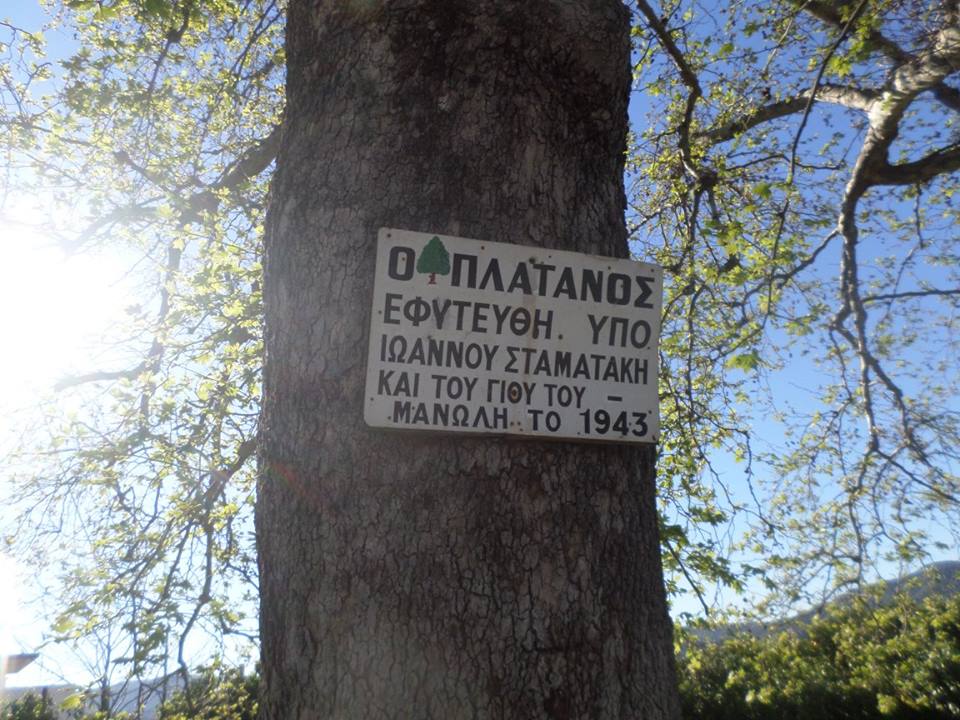 Ο ΠΛΑΤΑΝΟΣ
ΕΦΥΤΕΥΘΗ. ΥΠΟ
ΙΩΑΝΝΟΥ ΣΤΑΜΑΤΑΚΗ
ΚΑΙ ΤΟΥ ΓΙΟΥ ΤΟΥ –
ΜΑΝΩΛΗ. ΤΟ 1943